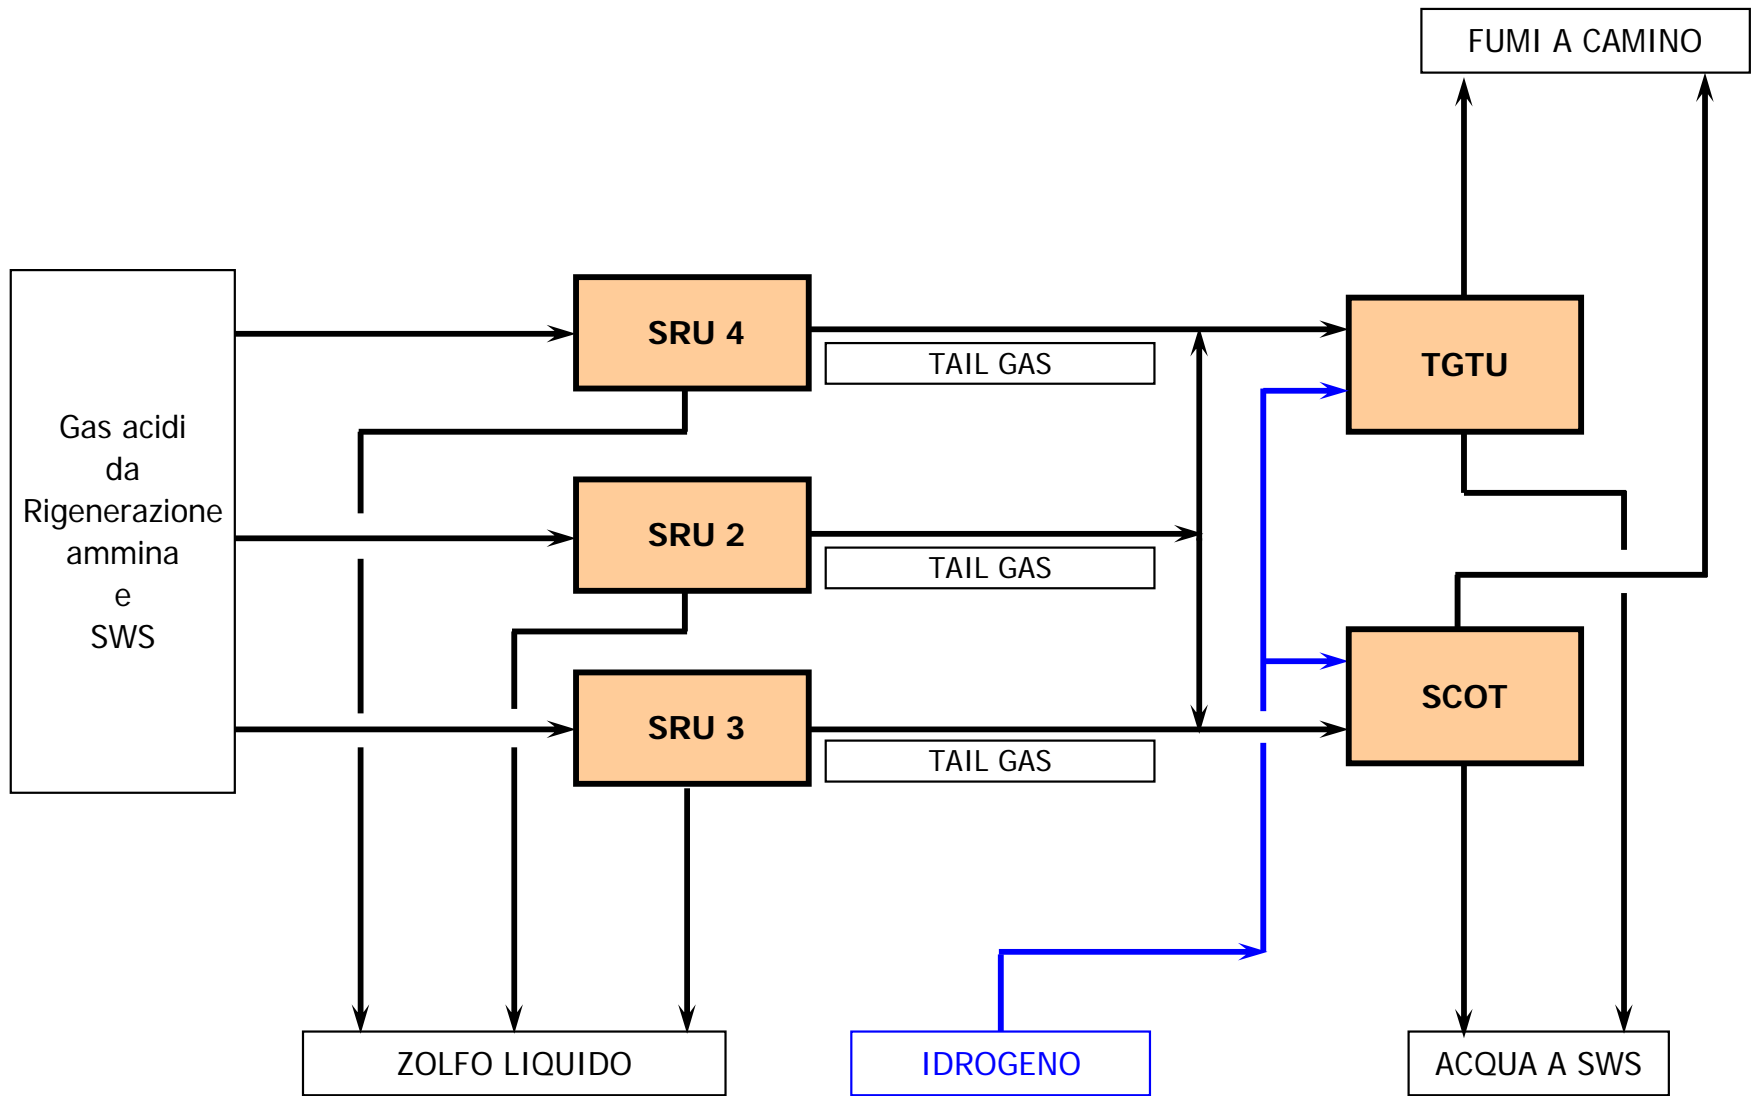 FUMI A CAMINO
SRU 4
TAIL GAS
TGTU
Gas acidi
da
Rigenerazione
ammina
e
SWS
SRU 2
TAIL GAS
SRU 3
TAIL GAS
SCOT
ZOLFO LIQUIDO
IDROGENO
ACQUA A SWS